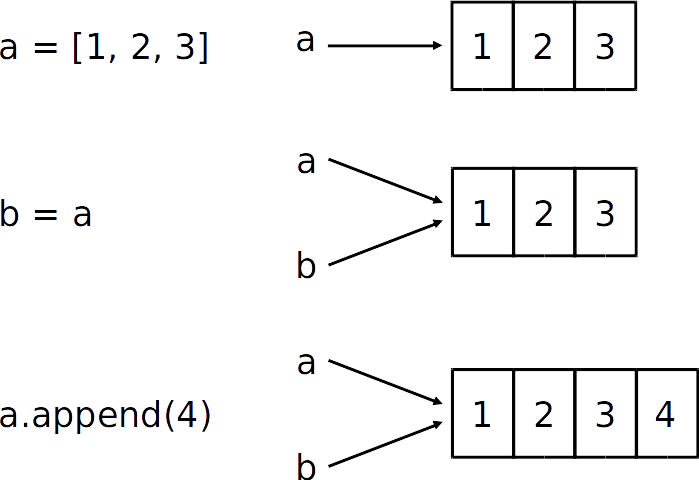 a = [1, 2, 3]
a
1 2 3
b = a
a
b
1 2 3
a.append(4)
a
b
1 2 3 4